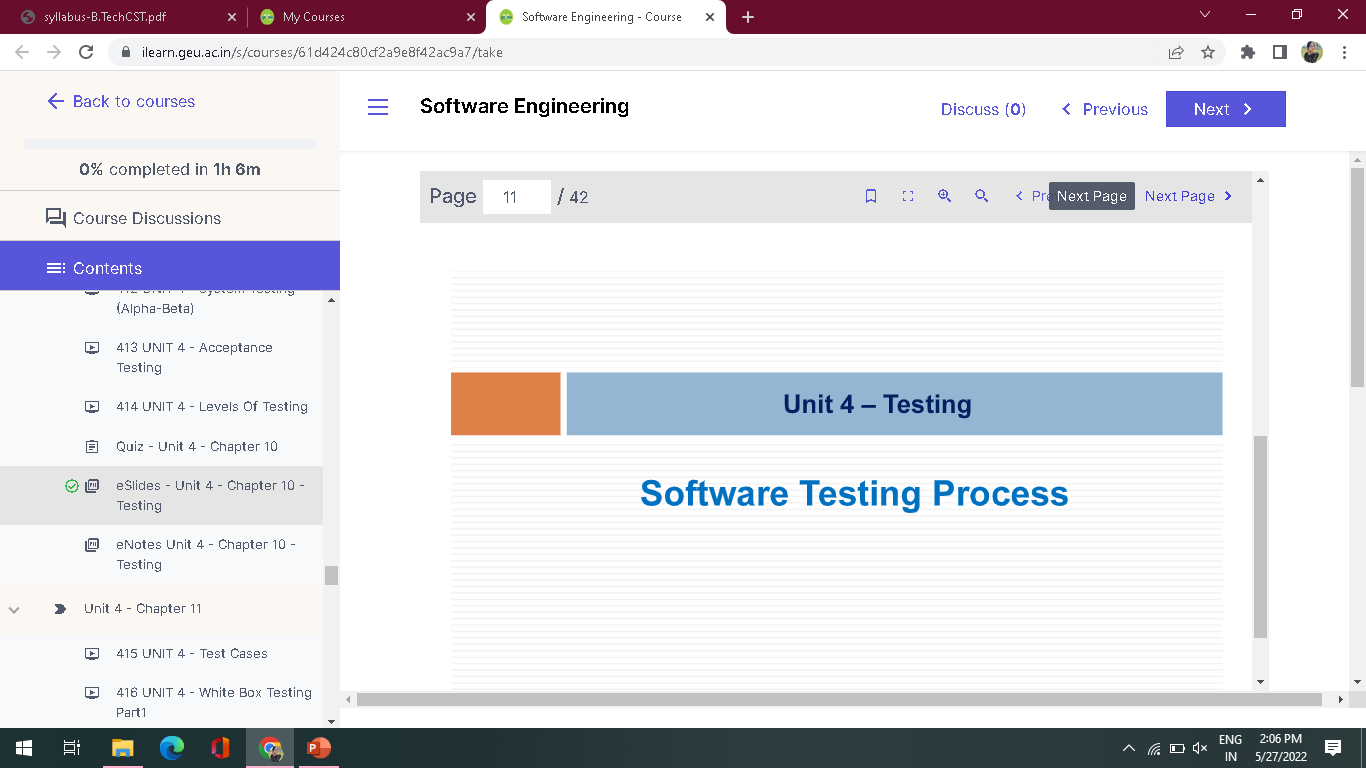 syllabus-B.TechCST.pdf
My Courses
Software Engineering - Course
ilearn.geu.ac.in/s/courses/61d424c80cf2a9e8f42ac9a7/take
Back to courses
0% completed in 1h 6m
Course Discussions
Contents
(Alpha-Beta)
413 UNIT 4 - Acceptance
Testing
414 UNIT 4 - Levels Of Testing
Quiz - Unit 4 - Chapter 10
eSlides - Unit 4 - Chapter 10 -
Testing
eNotes Unit 4 - Chapter 10 -
Testing
Unit 4 - Chapter 11
415 UNIT 4 - Test Cases
416 UNIT 4 - White Box Testing
Part1
Software Engineering
Discuss (0)
Previous
Next
Page 11 / 42
Next Page
Next Page
Unit 4 – Testing
Software Testing Process
ENG
IN
2:06 PM
5/27/2022